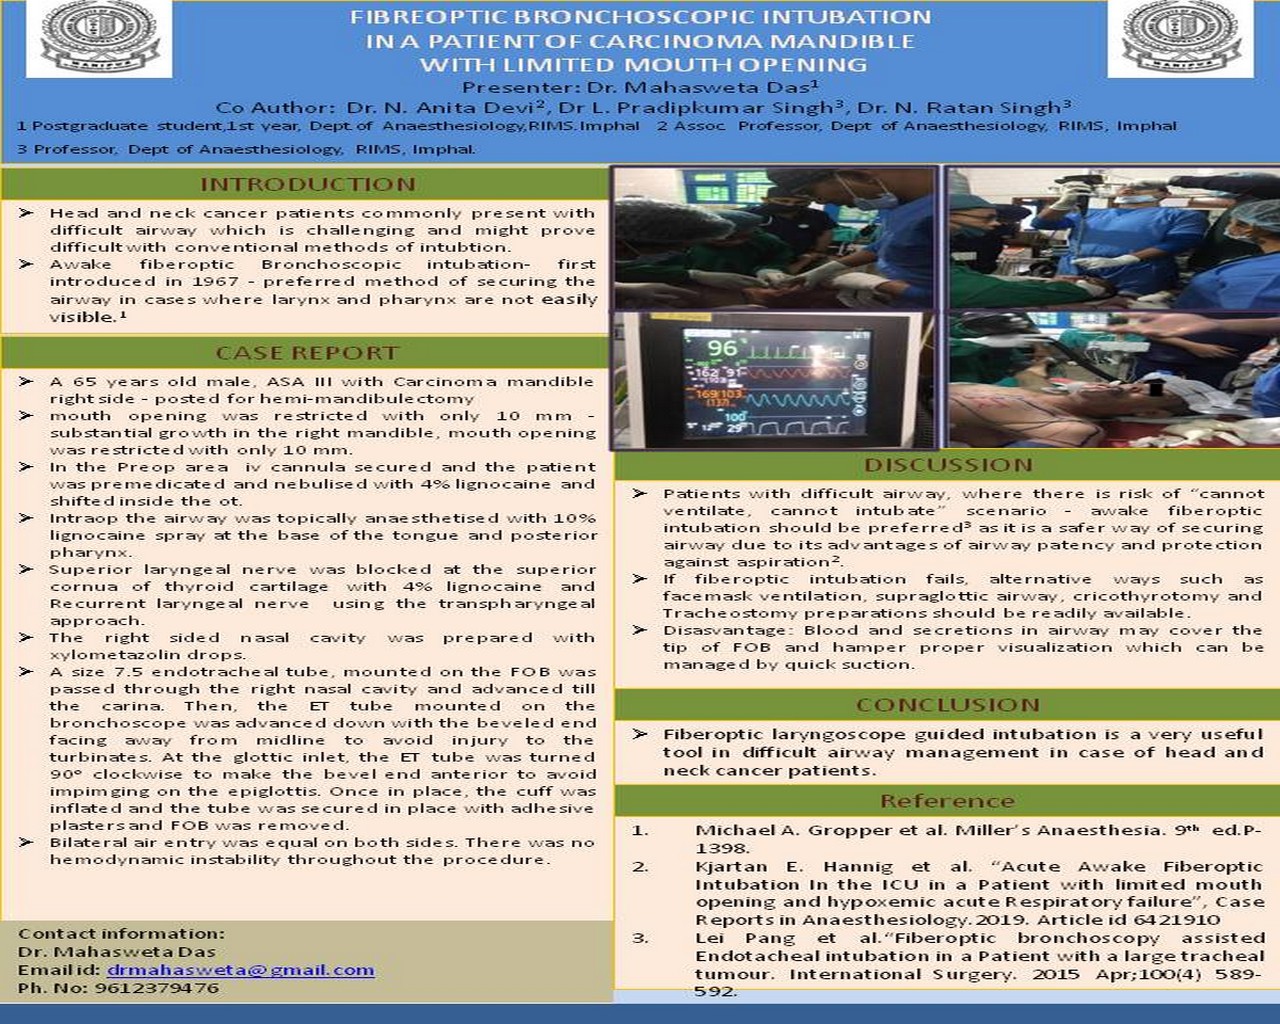 FIBREOPTIC BRONCHOSCOPIC INTUBATION
IN A PATIENT OF CARCINOMA MANDIBLE
WITH LIMITED MOUTH OPENING
Presenter: Dr. Mahasweta Das¹
Co Author: Dr. N. Anita Devi², Dr L. Pradipkumar Singh³, Dr. N. Ratan Singh³
1 Postgraduate student,1st year, Dept of Anaesthesiology,RIMS.Imphal 2 Assoc Professor, Dept of Anaesthesiology, RIMS, Imphal
3 Professor, Dept of Anaesthesiology, RIMS, Imphal.
MANIPUR
MANIPUR
INTRODUCTION
➢ Head and neck cancer patients commonly present with
difficult airway which is challenging and might prove
difficult with conventional methods of intubtion.
➢ Awake fiberoptic Bronchoscopic intubation- first
introduced in 1967 - preferred method of securing the
airway in cases where larynx and pharynx are not easily
visible.¹
CASE REPORT
➢ A 65 years old male, ASA III with Carcinoma mandible
right side - posted for hemi-mandibulectomy
➢ mouth opening was restricted with only 10 mm -
substantial growth in the right mandible, mouth opening
was restricted with only 10 mm.
➢ In the Preop area iv cannula secured and the patient
was premedicated and nebulised with 4% lignocaine and
shifted inside the ot.
➢ Intraop the airway was topically anaesthetised with 10%
lignocaine spray at the base of the tongue and posterior
pharynx.
➢ Superior laryngeal nerve was blocked at the superior
cornua of thyroid cartilage with 4% lignocaine and
Recurrent laryngeal nerve using the transpharyngeal
approach.
➢ The right sided nasal cavity was prepared with
xylometazolin drops.
➢ A size 7.5 endotracheal tube, mounted on the FOB was
passed through the right nasal cavity and advanced till
the carina. Then, the ET tube mounted on the
bronchoscope was advanced down with the beveled end
facing away from midline to avoid injury to the
turbinates. At the glottic inlet, the ET tube was turned
90° clockwise to make the bevel end anterior to avoid
impimging on the epiglottis. Once in place, the cuff was
inflated and the tube was secured in place with adhesive
plasters and FOB was removed.
➢ Bilateral air entry was equal on both sides. There was no
hemodynamic instability throughout the procedure.
Contact information:
Dr. Mahasweta Das
Email id: drmahasweta@gmail.com
Ph. No: 9612379476
96
162 91
169/103
(137)
100
12 29
DISCUSSION
➢ Patients with difficult airway, where there is risk of "cannot
ventilate, cannot intubate" scenario - awake fiberoptic
intubation should be preferred³ as it is a safer way of securing
airway due to its advantages of airway patency and protection
against aspiration².
➢ If fiberoptic intubation fails, alternative ways such as
facemask ventilation, supraglottic airway, cricothyrotomy and
Tracheostomy preparations should be readily available.
➢ Disasvantage: Blood and secretions in airway may cover the
tip of FOB and hamper proper visualization which can be
managed by quick suction.
CONCLUSION
➢ Fiberoptic laryngoscope guided intubation is a very useful
tool in difficult airway management in case of head and
neck cancer patients.
Reference
1. Michael A. Gropper et al. Miller's Anaesthesia. 9th ed.P-
1398.
2. Kjartan E. Hannig et al. "Acute Awake Fiberoptic
Intubation In the ICU in a Patient with limited mouth
opening and hypoxemic acute Respiratory failure", Case
Reports in Anaesthesiology.2019. Article id 6421910
3. Lei Pang et al."Fiberoptic bronchoscopy assisted
Endotacheal intubation in a Patient with a large tracheal
tumour. International Surgery. 2015 Apr;100(4) 589-
592.